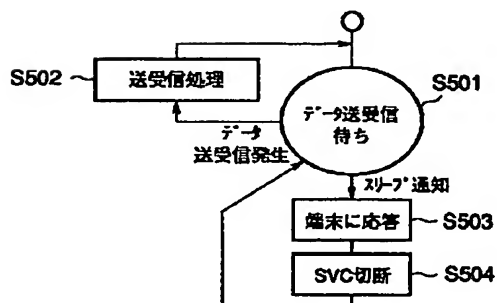 S502
送受信処理
S501
データ送受信
待ち
データ
送受信発生
スリープ通知
端末に応答
S503
SVC切断
S504